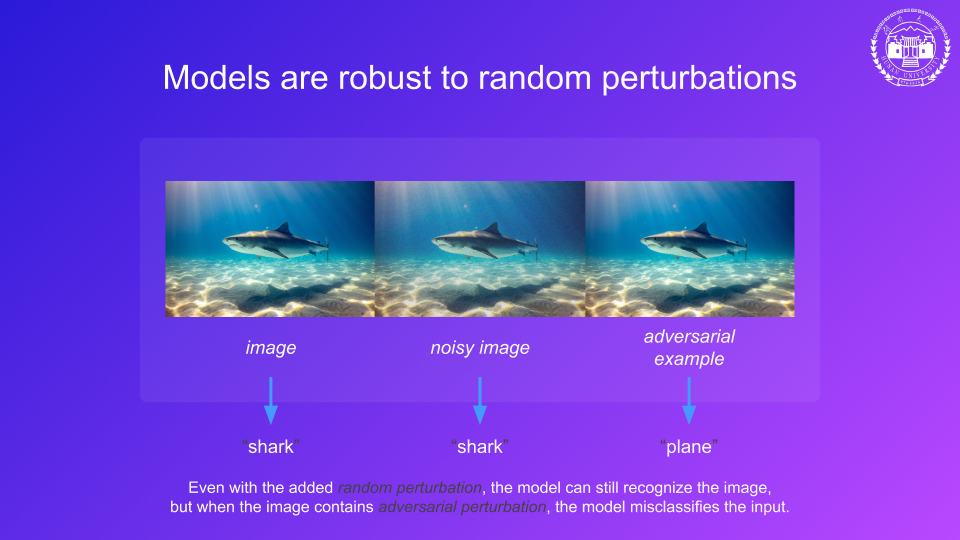 Models are robust to random perturbations
HUNAN UNIVERSITY
image
noisy image
adversarial
example
“shark”
“shark”
“plane”
Even with the added random perturbation, the model can still recognize the image,
but when the image contains adversarial perturbation, the model misclassifies the input.